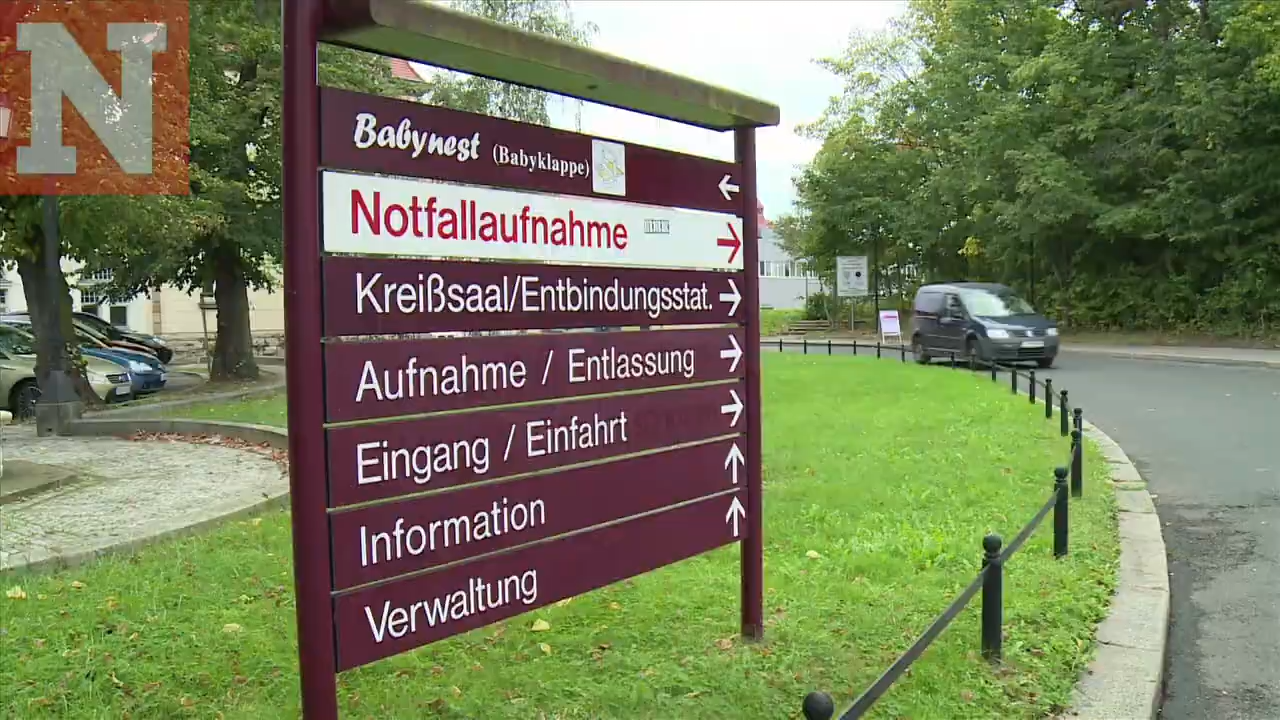 N
Babynest (Babyklappe)
Notfallaufnahme
Kreißsaal/Entbindungsstat.
Aufnahme / Entlassung
Eingang / Einfahrt
Information
Verwaltung